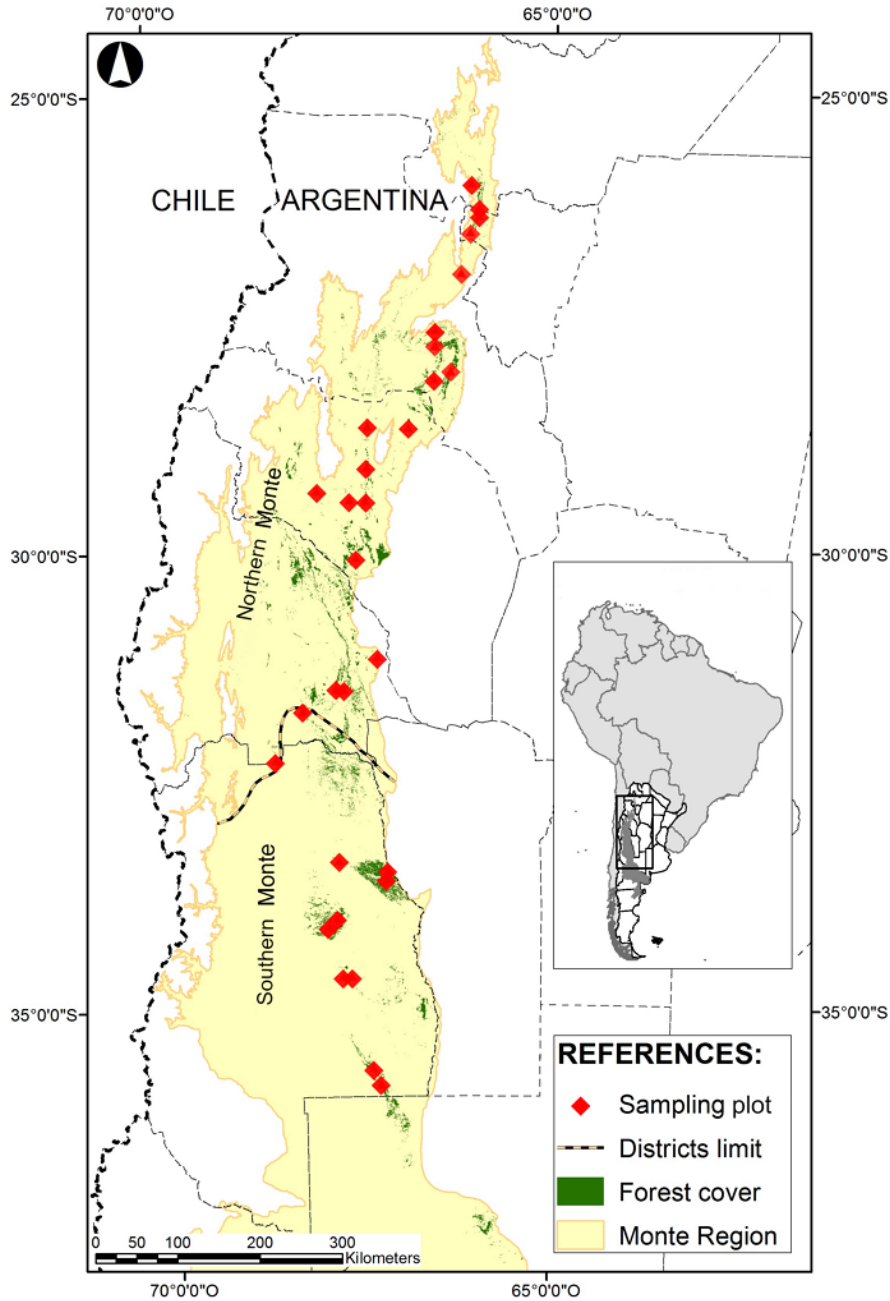 70°0'0"O 65°0'0"O
25°0'0"S 25°0'0"S
CHILE ARGENTINA
Northern Monte
30°0'0"S 30°0'0"S
Southern Monte
35°0'0"S 35°0'0"S
REFERENCES:
Sampling plot
Districts limit
Forest cover
Monte Region
0 50 100 200 300
Kilometers
70°0'0"O 65°0'0"O